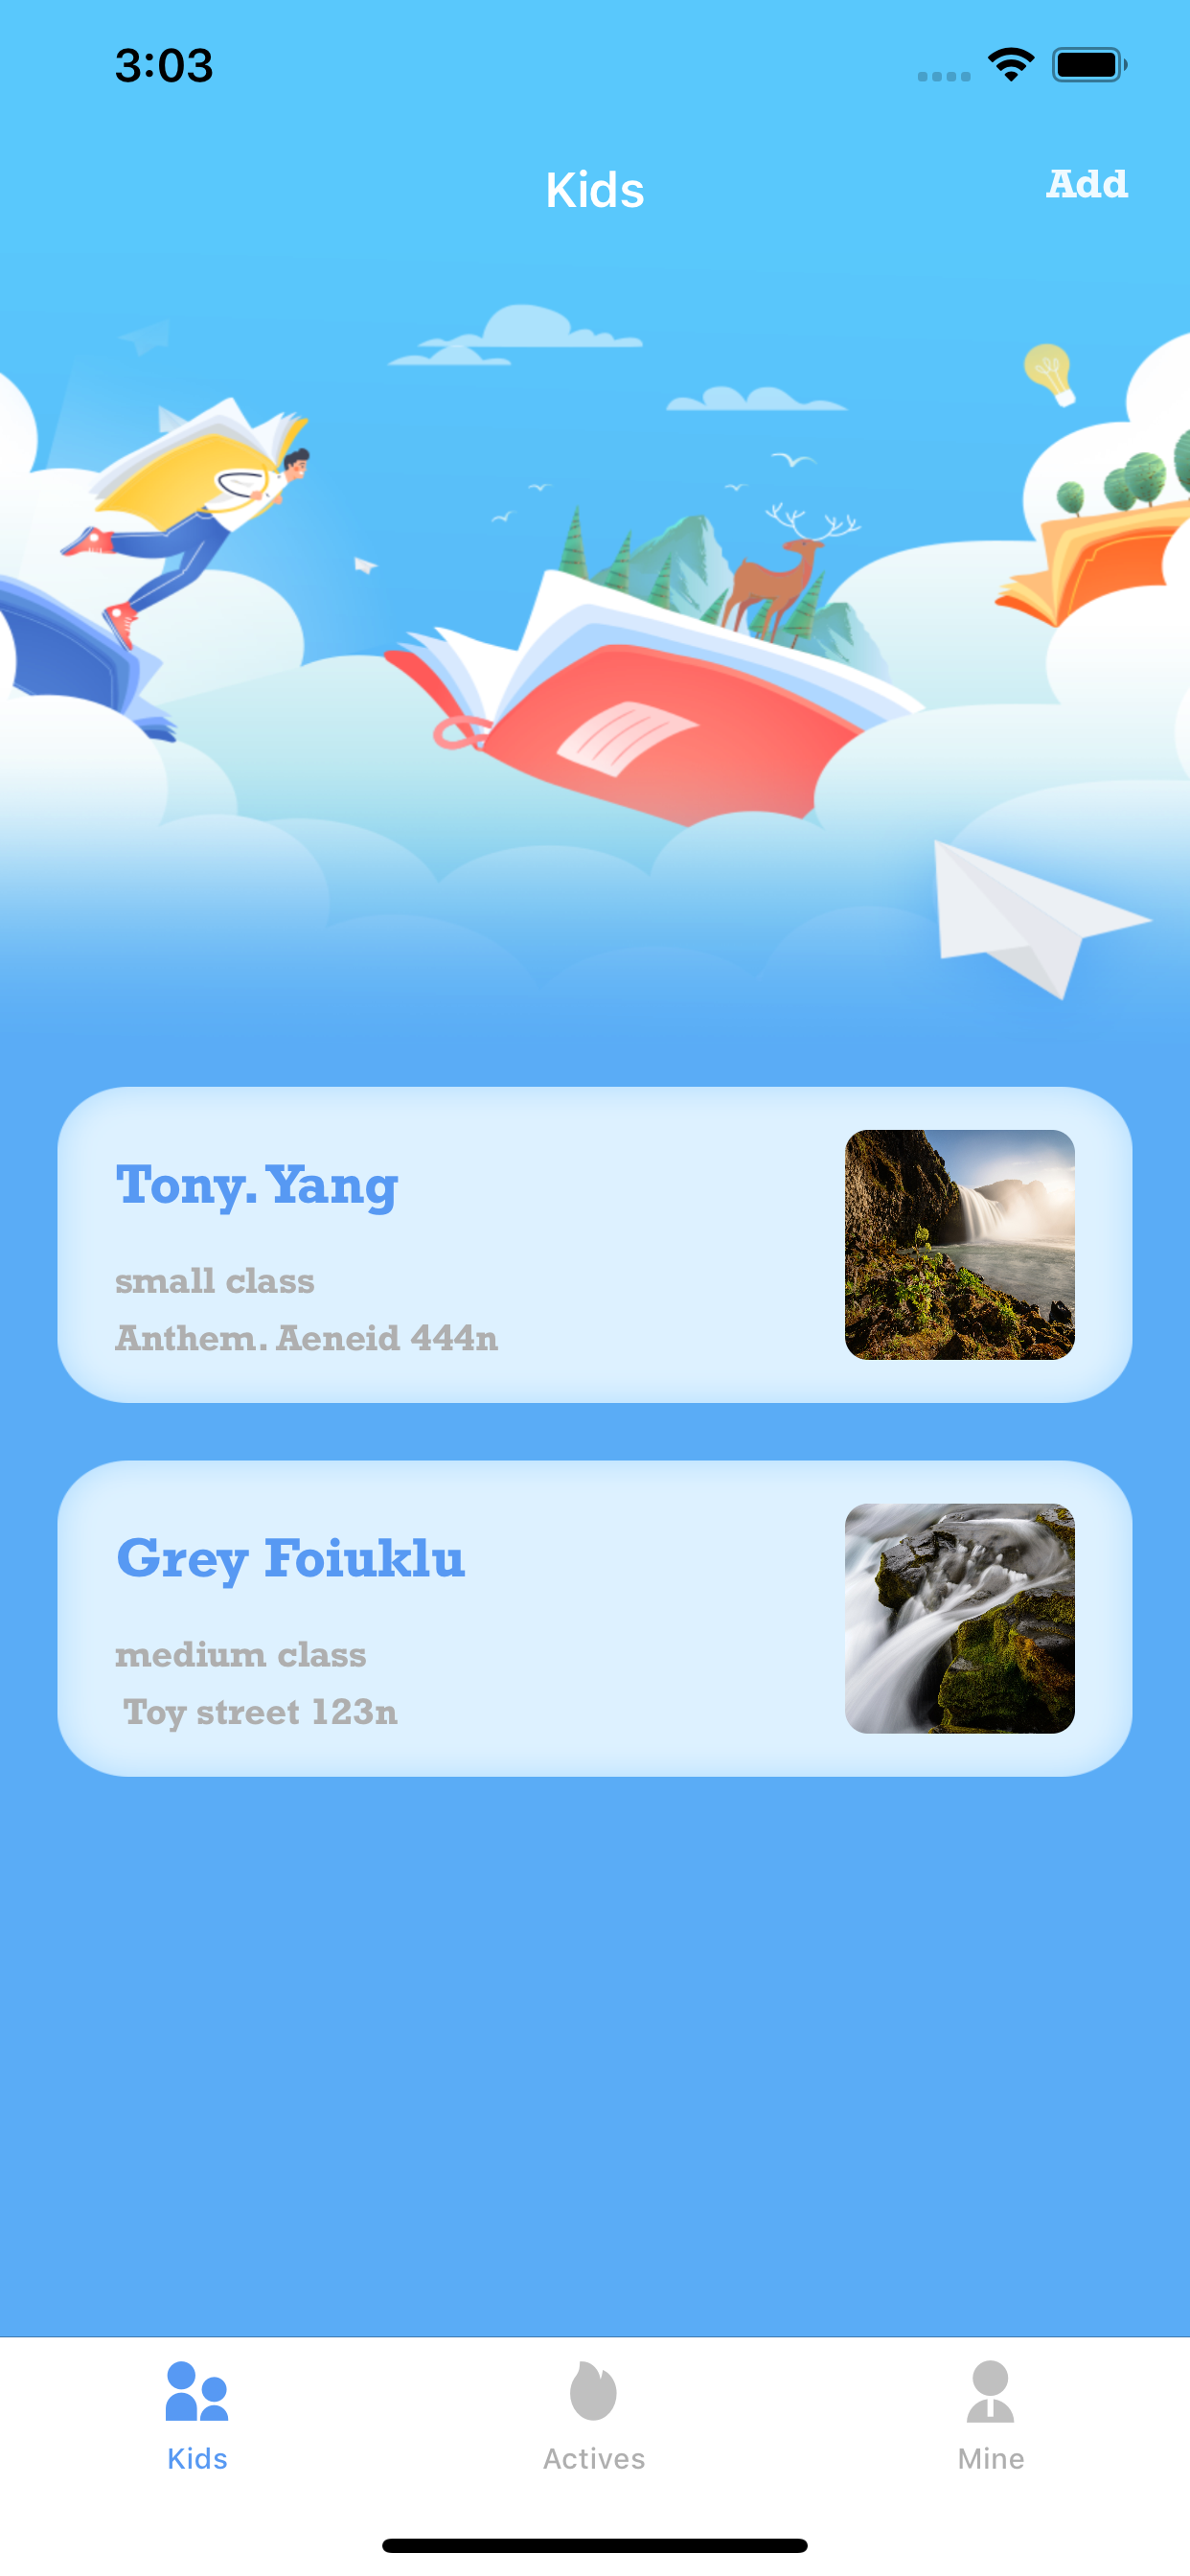 3:03
Kids
Add
Tony. Yang
small class
Anthem. Aeneid 444n
Grey Foiuklu
medium class
Toy street 123n
Kids
Actives
Mine